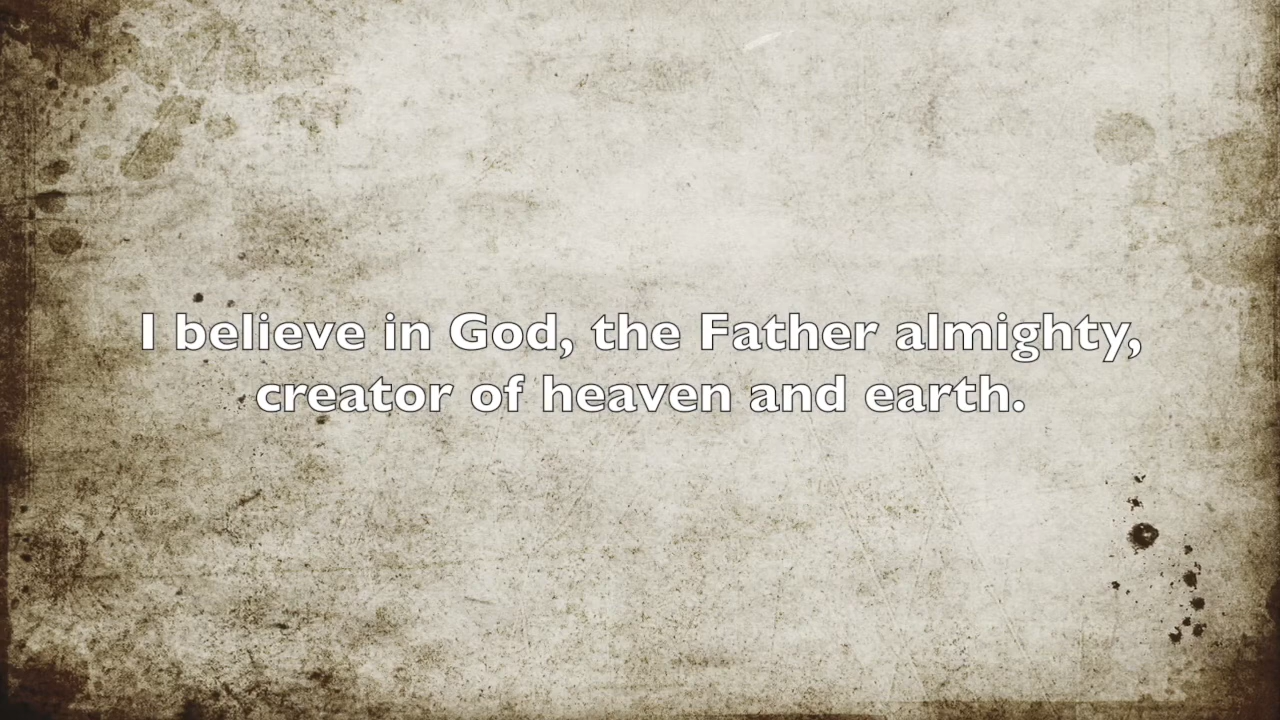 I believe in God, the Father almighty,
creator of heaven and earth.